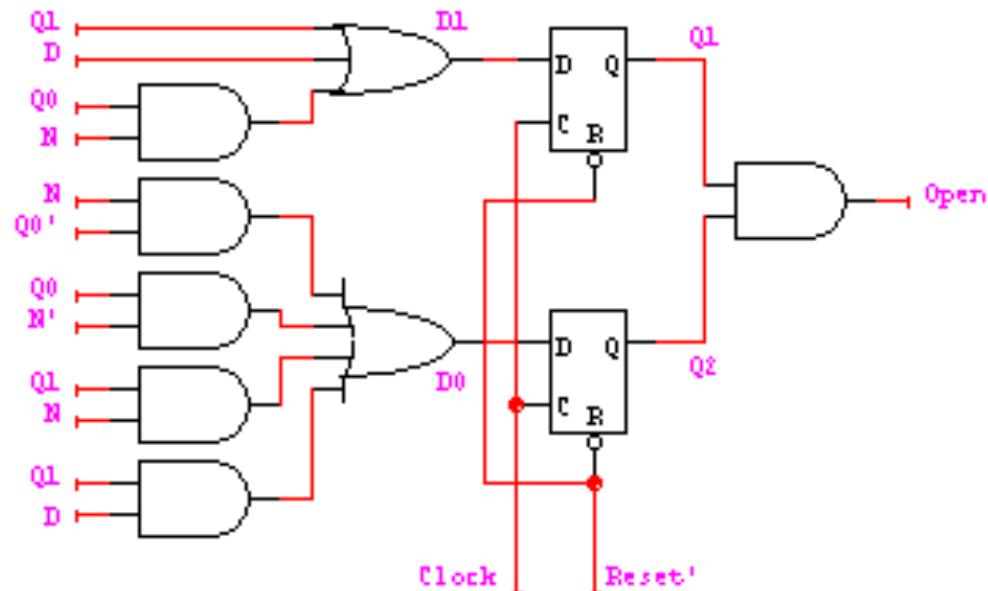 Q1
D1
D
Q1
Q0
D
Q
N
C
R
N
Open
Q0'
Q0
N'
D
Q
Q1
D0
Q2
N
C
R
Q1
D
Clock
Reset'